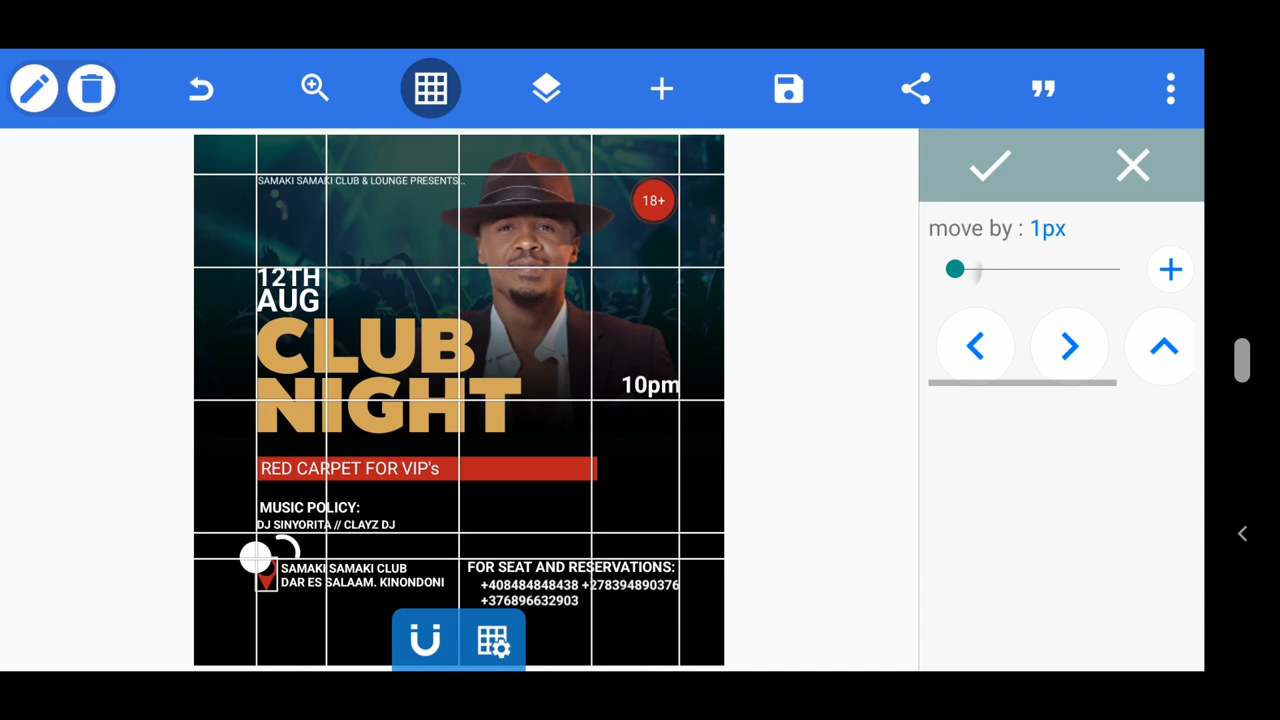 move by : 1px
SAMAKI SAMAKI CLUB & LOUNGE PRESENTS...
18+
12TH
AUG
CLUB
NIGHT
10pm
RED CARPET FOR VIP's
MUSIC POLICY:
DJ SINYORITA // CLAYZ DJ
SAMAKI SAMAKI CLUB
DAR ES SALAAM. KINONDONI
FOR SEAT AND RESERVATIONS:
+408484848438 +278394890376
+376896632903